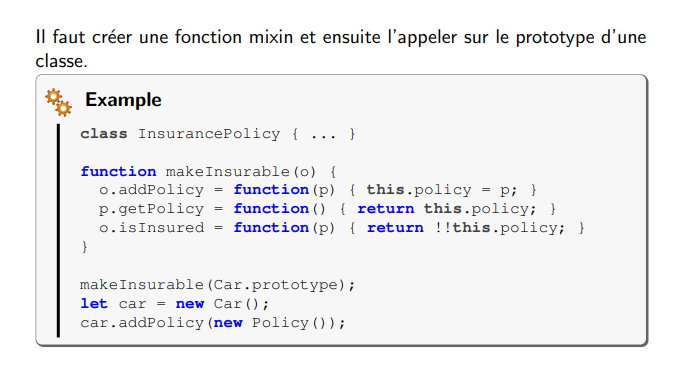 Il faut créer une fonction mixin et ensuite l'appeler sur le prototype d'une
classe.
Example
class InsurancePolicy { ... }
function makeInsurable(o) {
o.addPolicy = function(p) { this.policy = p; }
p.getPolicy = function() { return this.policy; }
o.isInsured = function(p) { return !!this.policy; }
}
makeInsurable(Car.prototype);
let car = new Car();
car.addPolicy(new Policy());